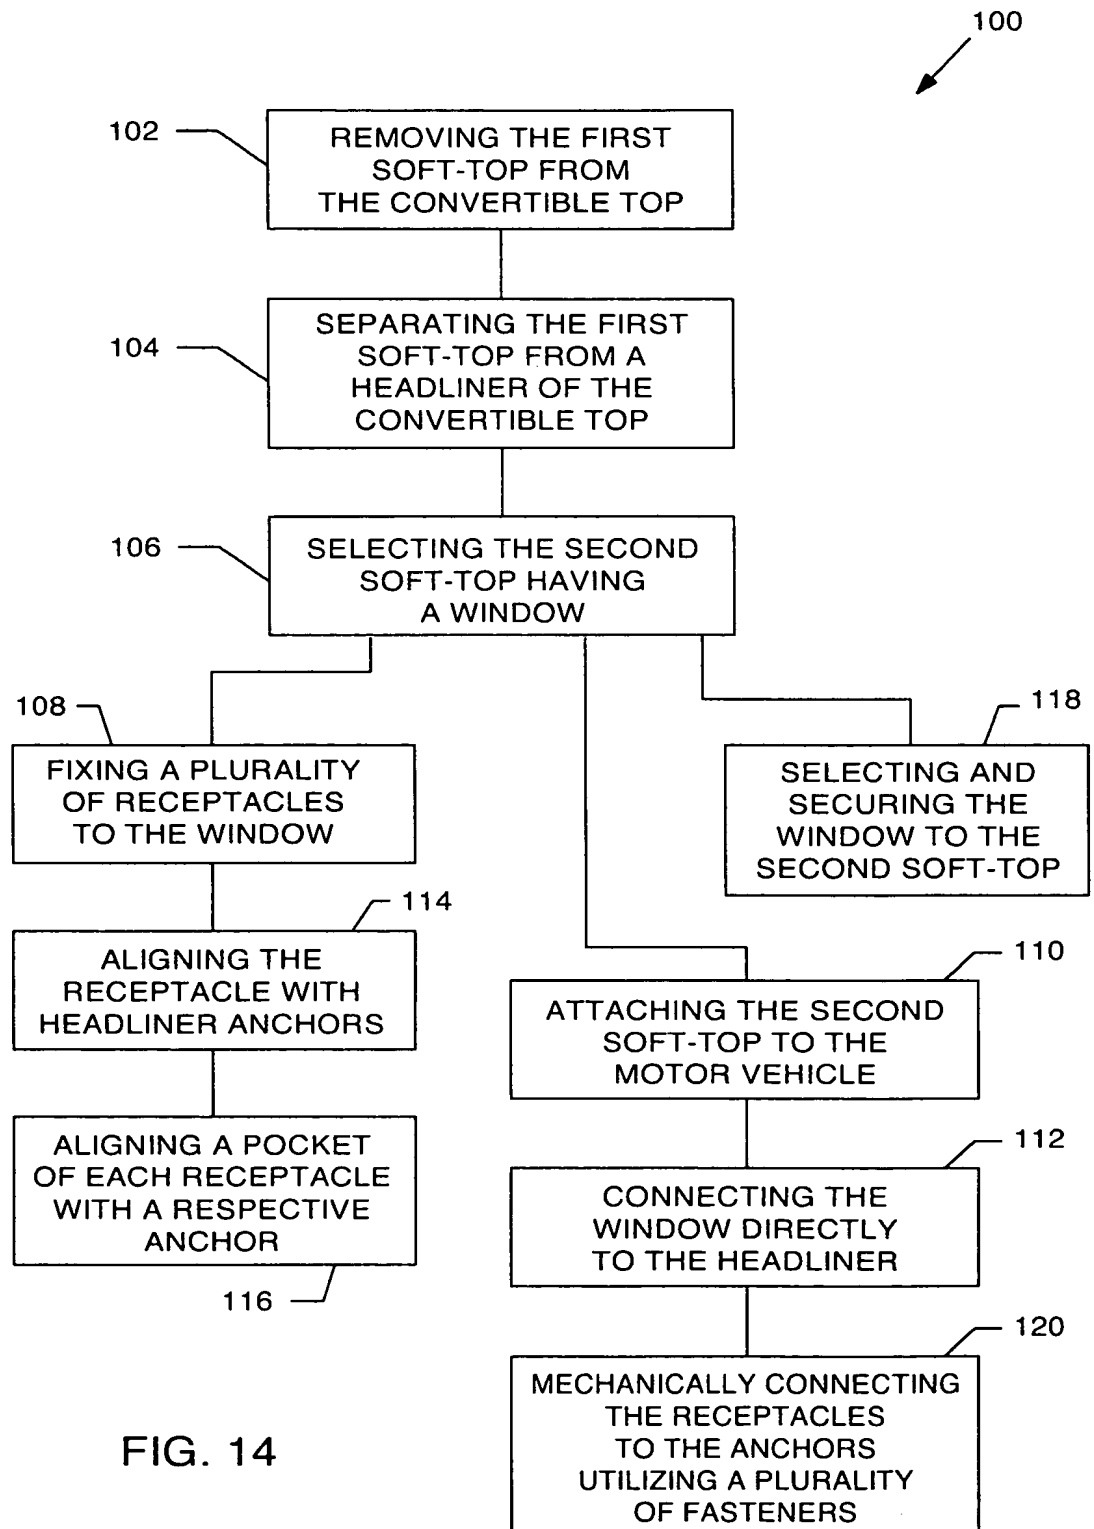 100
102
REMOVING THE FIRST
SOFT-TOP FROM
THE CONVERTIBLE TOP
104
SEPARATING THE FIRST
SOFT-TOP FROM A
HEADLINER OF THE
CONVERTIBLE TOP
106
SELECTING THE SECOND
SOFT-TOP HAVING
A WINDOW
108
FIXING A PLURALITY
OF RECEPTACLES
TO THE WINDOW
118
SELECTING AND
SECURING THE
WINDOW TO THE
SECOND SOFT-TOP
114
ALIGNING THE
RECEPTACLE WITH
HEADLINER ANCHORS
110
ATTACHING THE SECOND
SOFT-TOP TO THE
MOTOR VEHICLE
ALIGNING A POCKET
OF EACH RECEPTACLE
WITH A RESPECTIVE
ANCHOR
116
112
CONNECTING THE
WINDOW DIRECTLY
TO THE HEADLINER
120
MECHANICALLY CONNECTING
THE RECEPTACLES
TO THE ANCHORS
UTILIZING A PLURALITY
OF FASTENERS
FIG. 14